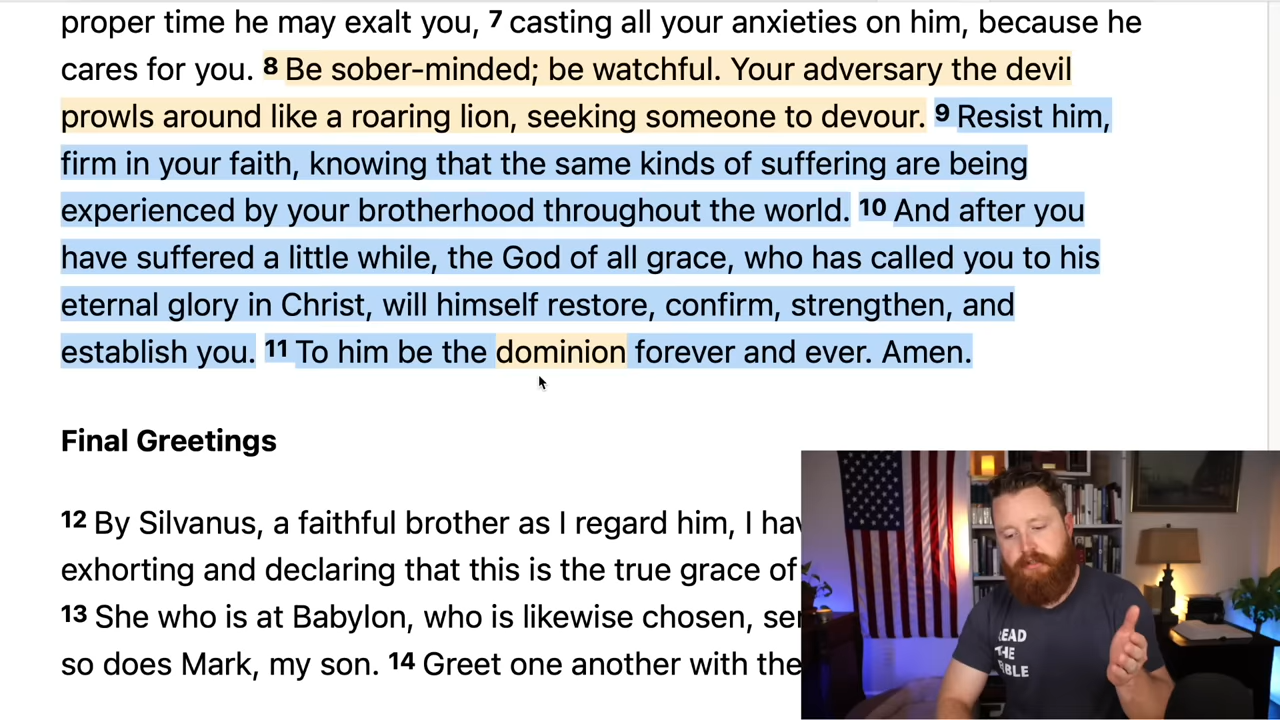 proper time he may exalt you, 7 casting all your anxieties on him, because he
cares for you. 8 Be sober-minded; be watchful. Your adversary the devil
prowls around like a roaring lion, seeking someone to devour. 9 Resist him,
firm in your faith, knowing that the same kinds of suffering are being
experienced by your brotherhood throughout the world. 10 And after you
have suffered a little while, the God of all grace, who has called you to his
eternal glory in Christ, will himself restore, confirm, strengthen, and
establish you. 11 To him be the dominion forever and ever. Amen.
Final Greetings
12 By Silvanus, a faithful brother as I regard him, I
exhorting and declaring that this is the true grace of
13 She who is at Babylon, who is likewise chosen,
so does Mark, my son. 14 Greet one another with the
READ
THE
BIBLE